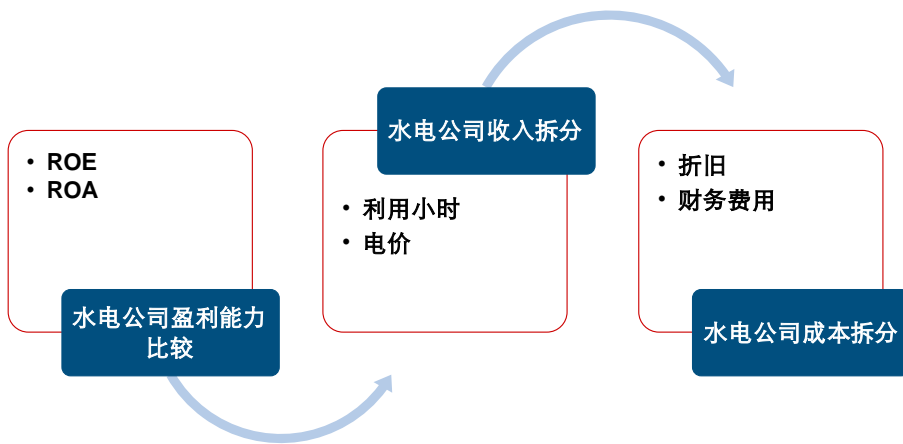 • ROE
• ROA
水电公司盈利能力
比较
水电公司收入拆分
• 利用小时
• 电价
• 折旧
• 财务费用
水电公司成本拆分